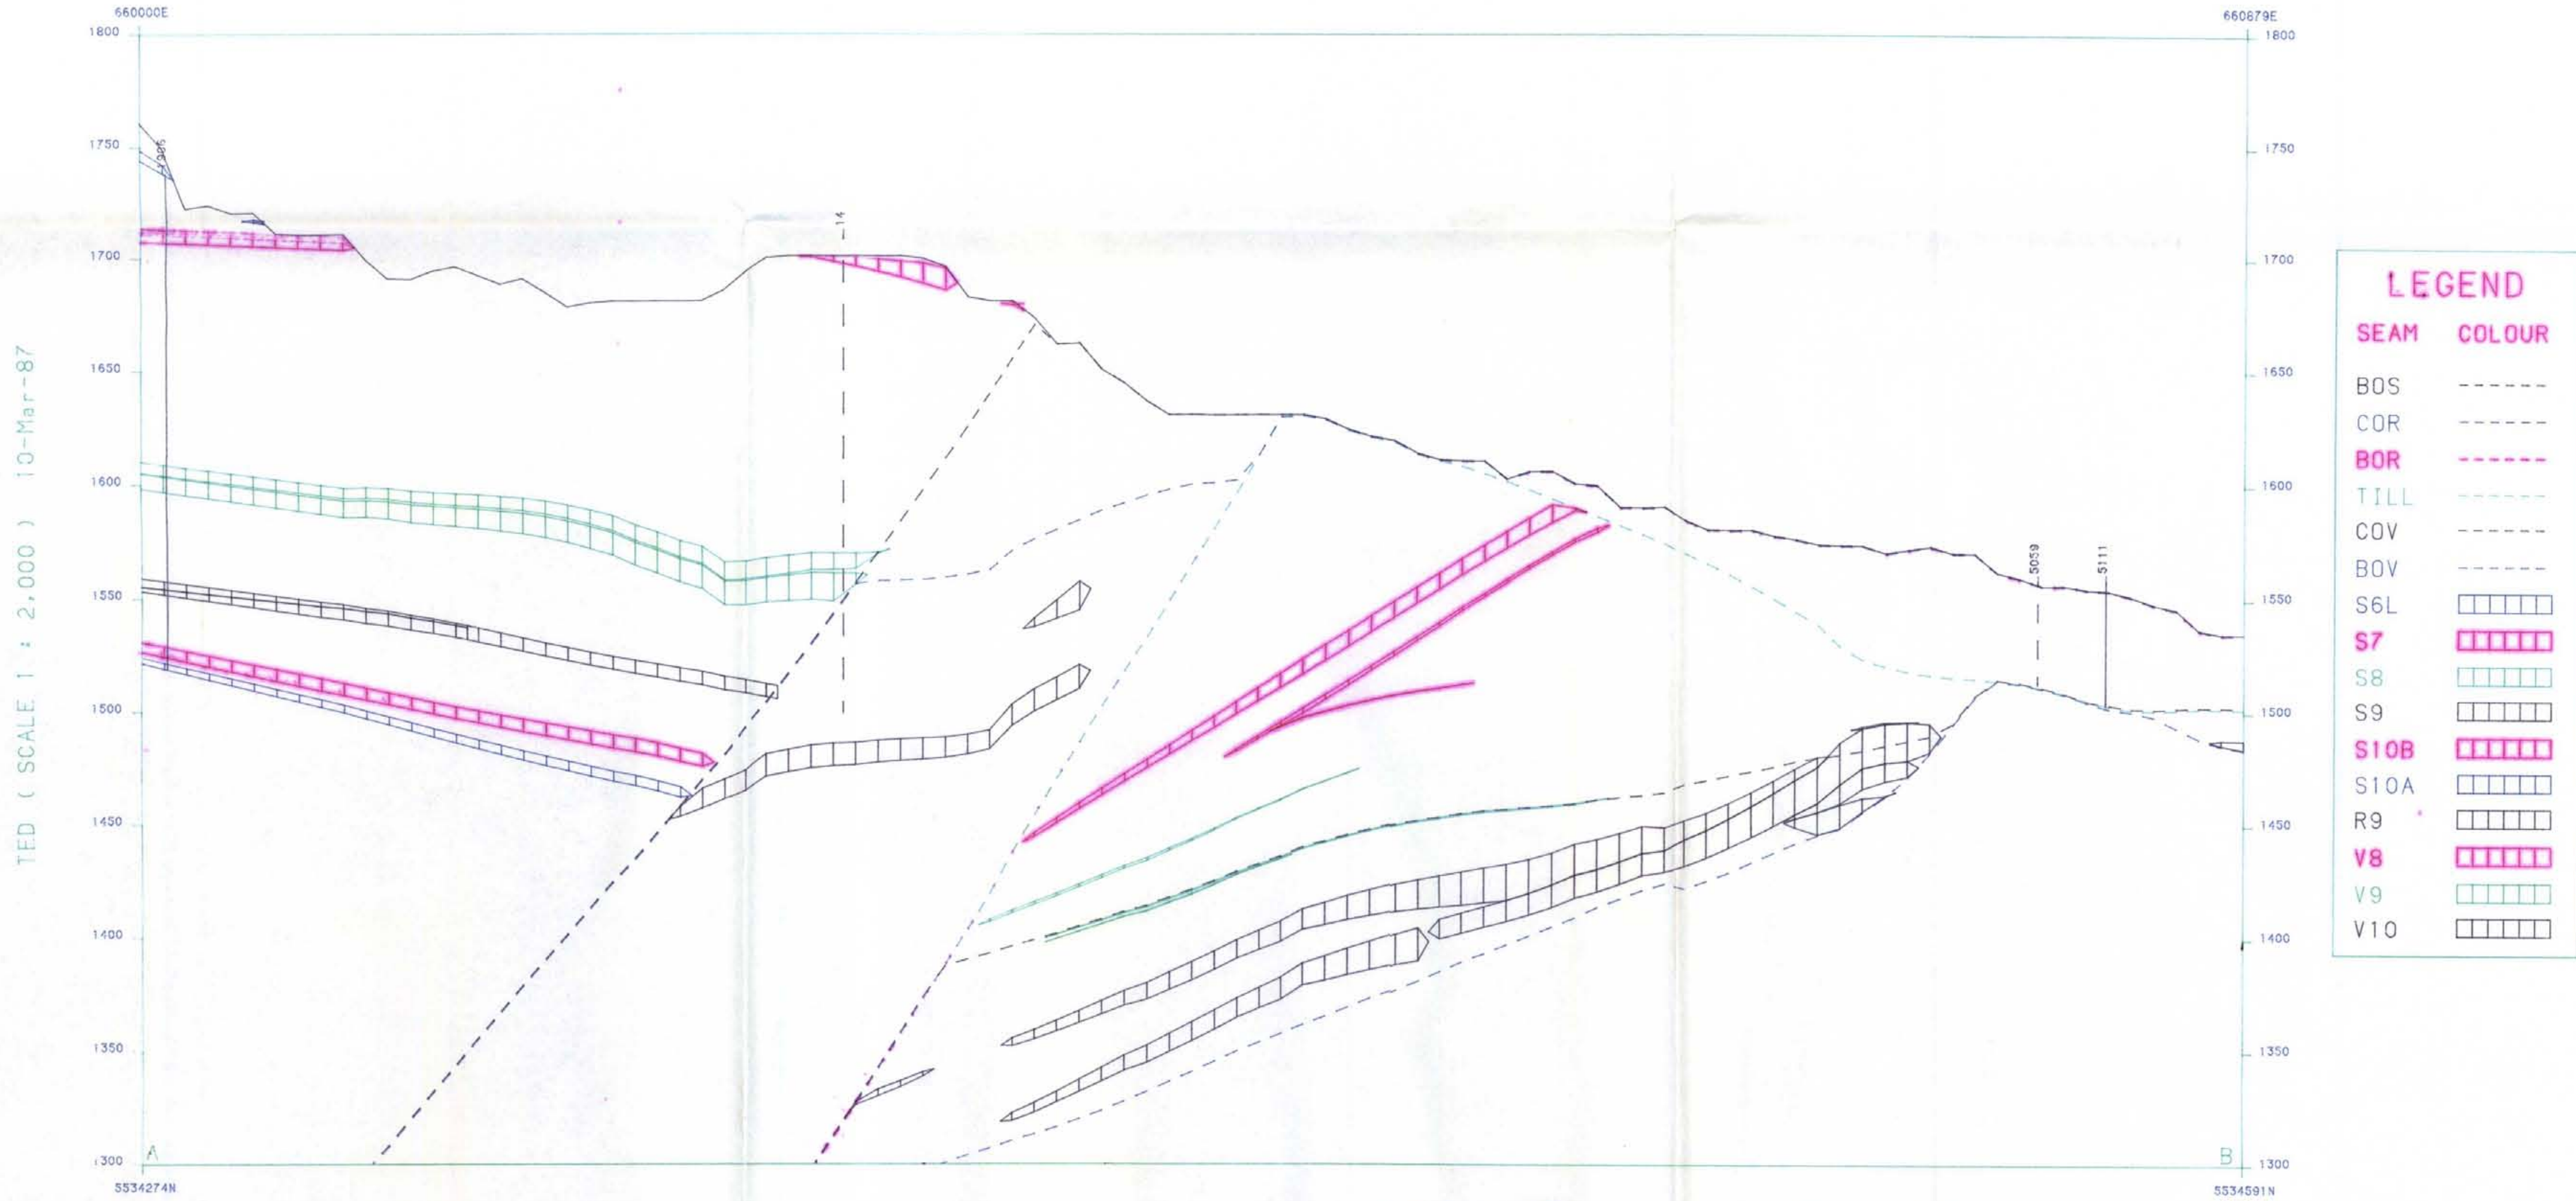 660000E
660879E
1800
1750
1700
1650
1600
1550
1500
1450
1400
1350
1300
1800
1750
1700
1650
1600
1550
1500
1450
1400
1350
1300
14
5059
5111
A
B
5534274N
5534591N
TED ( SCALE 1 : 2,000 ) 10-Mar-87
LEGEND
SEAM COLOUR
BOS
COR
BOR
TILL
COV
BOV
S6L
S7
S8
S9
S10B
S10A
R9
V8
V9
V10